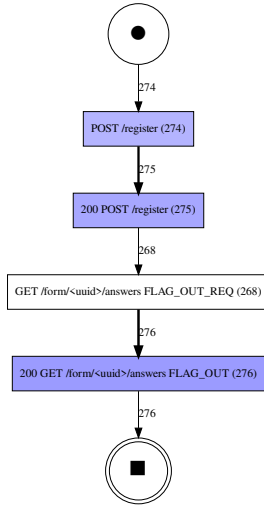 274
POST /register (274)
275
200 POST /register (275)
268
GET /form/<uuid>/answers FLAG_OUT_REQ (268)
276
200 GET /form/<uuid>/answers FLAG_OUT (276)
276